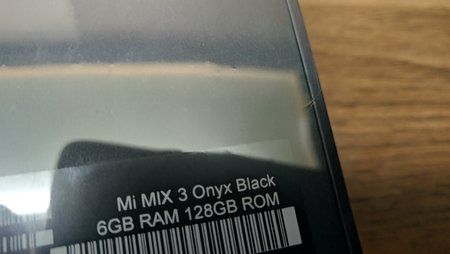 Mi MIX 3 Onyx Black
6GB RAM 128GB ROM